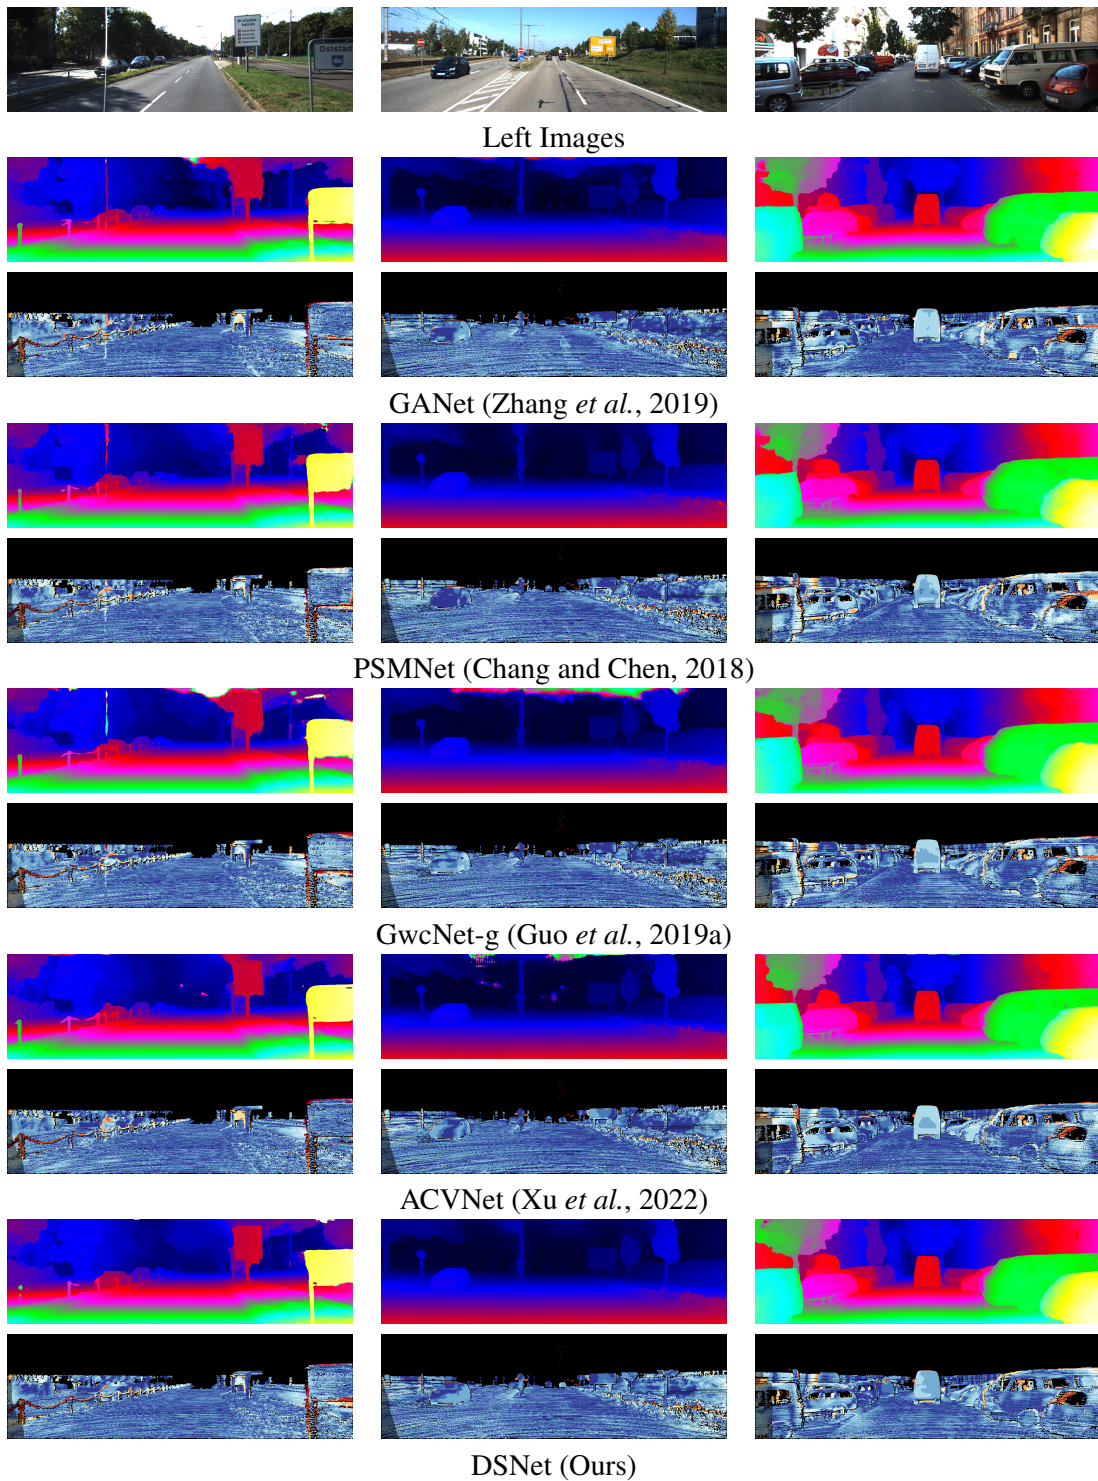 Oststadt
Left Images
GANet (Zhang et al., 2019)
PSMNet (Chang and Chen, 2018)
GwcNet-g (Guo et al., 2019a)
ACVNet (Xu et al., 2022)
DSNet (Ours)